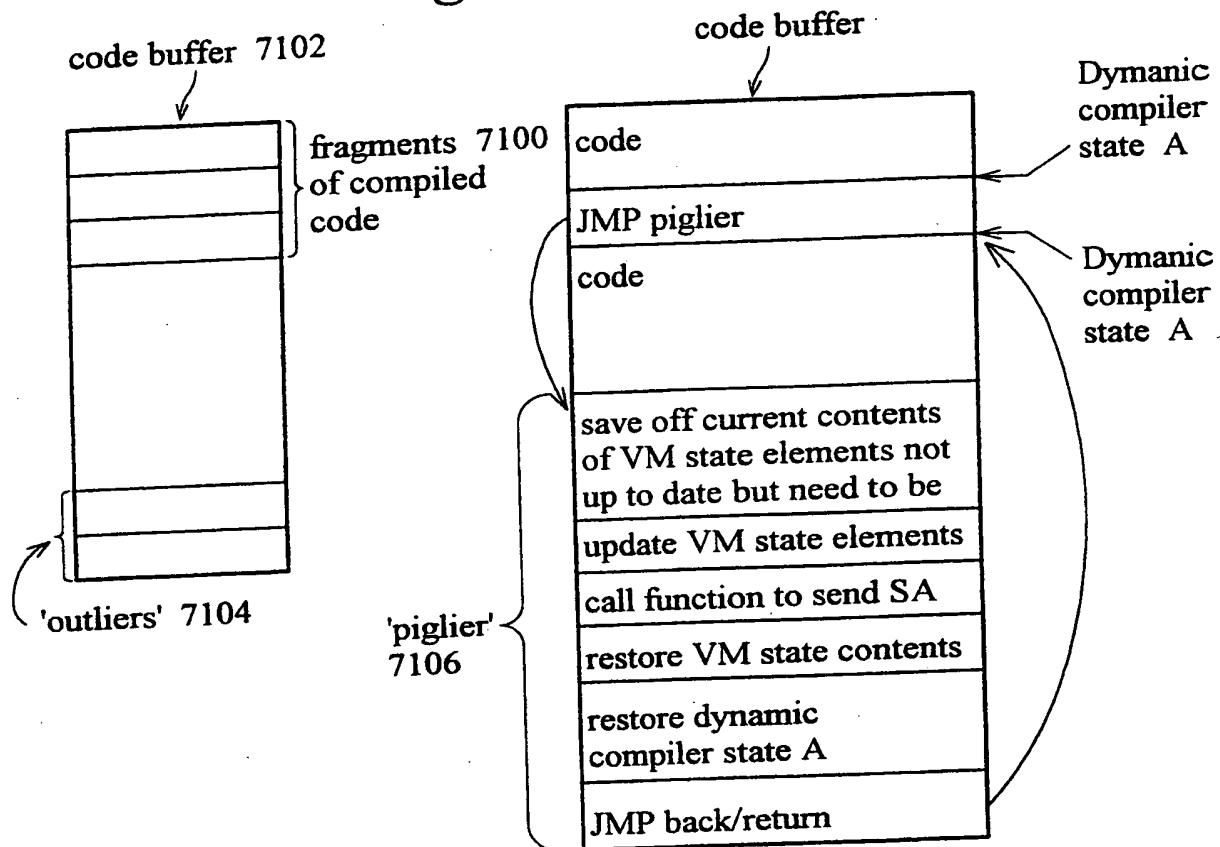 code buffer 7102
fragments 7100
of compiled
code
'outliers' 7104
code buffer
code
JMP piglier
code
save off current contents
of VM state elements not
up to date but need to be
update VM state elements
call function to send SA
restore VM state contents
restore dynamic
compiler state A
JMP back/return
'piglier'
7106
Dymanic
compiler
state A
Dymanic
compiler
state A